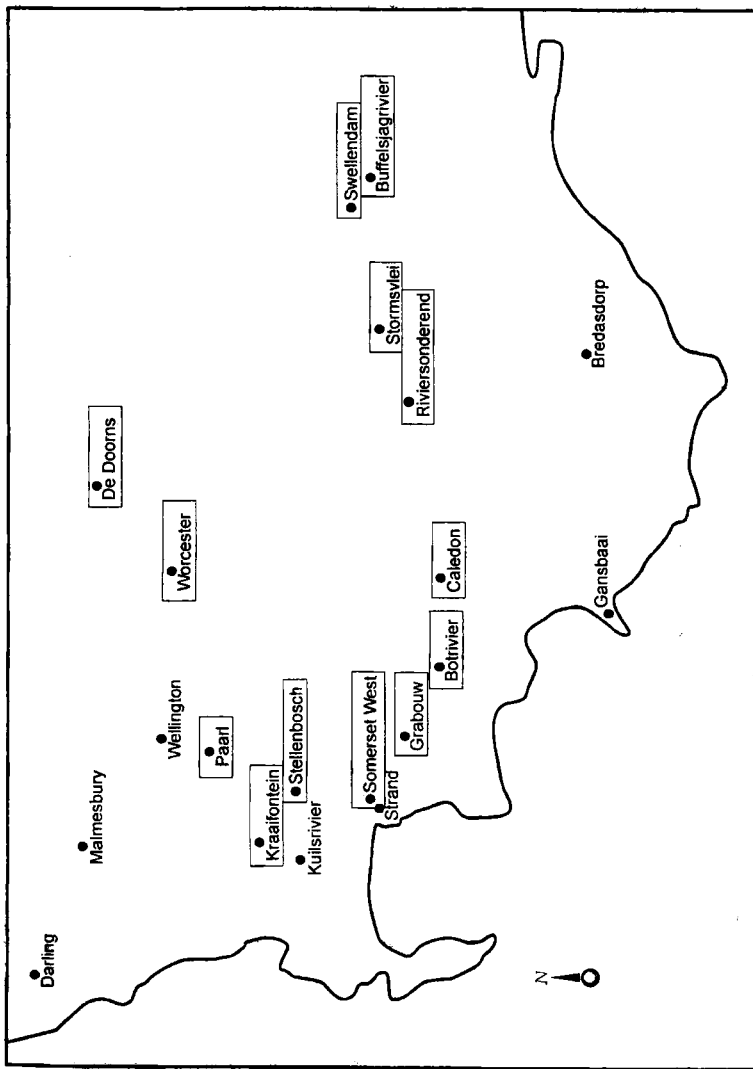 Darling
Malmesbury
Wellington
De Doorns
Worcester
Paarl
Kraaifontein
Stellenbosch
Kuilsrivier
Somerset West
Strand
Grabouw
Botrivier
Caledon
Swellendam
Buffelsjagrivier
Stormsvlei
Riviersonderend
Bredasdorp
Gansbaai
N